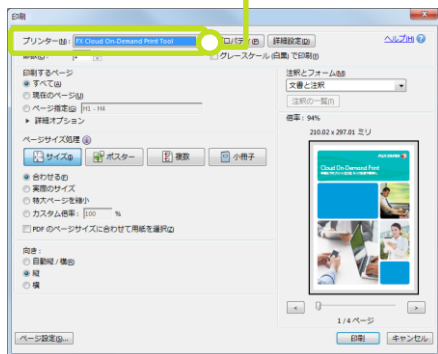 印刷
プリンター(N): FX Cloud On-Demand Print Tool プロパティ(P) 詳細設定(D) ヘルプ(H)
部数(C): グレースケール (白黒) で印刷(I)
印刷するページ
すべて(A)
現在のページ(U)
ページ指定(G) H1 - H4
詳細オプション
ページサイズ処理
サイズ(I) ポスター 複数 小冊子
合わせる(F)
実際のサイズ
特大ページを縮小
カスタム倍率: 100 %
PDF のページサイズに合わせて用紙を選択(Z)
向き:
自動縦 / 横(B)
縦
横
注釈とフォーム(M)
文書と注釈
注釈の一覧(T)
倍率: 94%
210.02 x 297.01 ミリ
Cloud On-Demand Print
< >
1 / 4 ページ
ページ設定(S)... 印刷 キャンセル